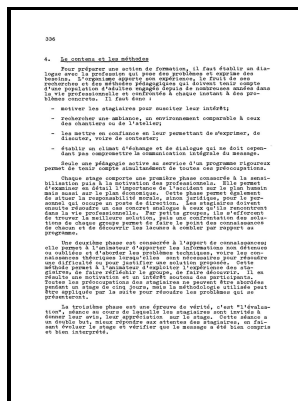 336
4. Le contenu et les méthodes
Pour préparer une action de formation, il faut établir un dia-
logue avec la profession qui pose des problèmes et exprime des
besoins. L'organisme apporte son expérience, le fruit de ses
recherches et des méthodes pédagogiques qui doivent tenir compte
d'une population d'adultes engagés depuis de nombreuses années dans
la vie professionnelle et confrontés à chaque instant à des pro-
blèmes concrets. Il faut donc :
- motiver les stagiaires pour susciter leur intérêt;
- rechercher une ambiance, un environnement comparable à ceux
des chantiers ou de l'atelier;
- les mettre en confiance en leur permettant de s'exprimer, de
discuter, voire de contester;
- établir un climat d'échange et de dialogue qui ne doit cepen-
dant pas compromettre la communication intégrale du message.
Seule une pédagogie active au service d'un programme rigoureux
permet de tenir compte simultanément de toutes ces préoccupations.
Chaque stage comporte une première phase consacrée à la sensi-
bilisation puis à la motivation des professionnels. Elle permet
d'examiner en détail l'importance de l'accident sur le plan humain
mais aussi sur le plan économique. Cette phase permet également
de situer la responsabilité morale, sinon juridique, pour le per-
sonnel qui occupe un poste de direction. Les stagiaires doivent
ensuite résoudre un cas concret analogue à ceux qu'ils rencontrent
dans la vie professionnelle. Par petits groupes, ils s'efforcent
de trouver la meilleure solution, puis une confrontation des solu-
tions de chaque groupe permet de faire le point des connaissances
de chacun et de découvrir les lacunes à combler par rapport au
programme.
Une deuxième phase est consacrée à l'apport de connaissances;
elle permet à l'animateur d'apporter les informations non détenues
ou oubliées et d'aborder les problèmes techniques, voire les con-
naissances théoriques lorsqu'elles sont nécessaires pour résoudre
une difficulté ou pour justifier une solution proposée. Cette
méthode permet à l'animateur d'exploiter l'expérience des sta-
giaires, de faire réfléchir le groupe, de faire découvrir. Il en
résulte une motivation et un intérêt soutenu des participants.
Toutes les préoccupations des stagiaires ne peuvent être abordées
pendant un stage de cinq jours, mais la méthodologie utilisée peut
être appliquée par la suite pour résoudre les problèmes qui se
présenteront.
La troisième phase est une épreuve de vérité, c'est "l'évalua-
tion", séance au cours de laquelle les stagiaires sont invités à
donner leur avis, leur appréciation sur le stage. Cette séance a
un double but, mieux répondre aux attentes des stagiaires, en fai-
sant évoluer le stage et vérifier que le message a été bien compris
et bien interprété.